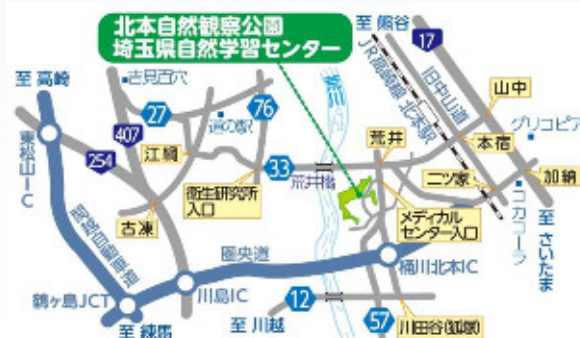 北本自然観察公園
埼玉県自然学習センター
至 熊谷
17
至 高崎
吉見百穴
27
76
道の駅
407
254
江綱
33
荒川
荒井橋
荒井
JR高崎線 北本駅
旧中山道
山中
グリコピア
本宿
二ツ家
加納
コカコーラ
至 さいたま
東松山IC
関越自動車道
古凍
衛生研究所
入口
メディカル
センター入口
圏央道
桶川北本IC
鶴ヶ島JCT
川島IC
至 練馬
至 川越
12
57
川田谷(狐塚)